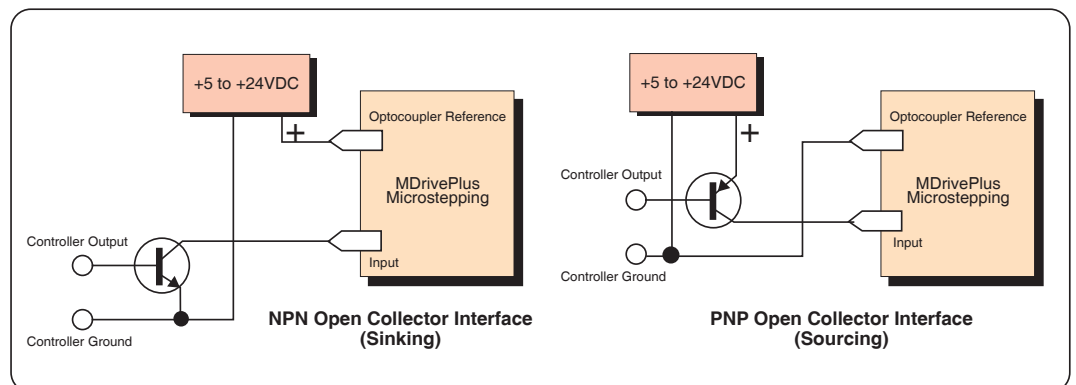 +5 to +24VDC
+
Optocoupler Reference
MDrivePlus
Microstepping
Controller Output
Input
Controller Ground
NPN Open Collector Interface
(Sinking)
+5 to +24VDC
+
Optocoupler Reference
Controller Output
MDrivePlus
Microstepping
Input
Controller Ground
PNP Open Collector Interface
(Sourcing)